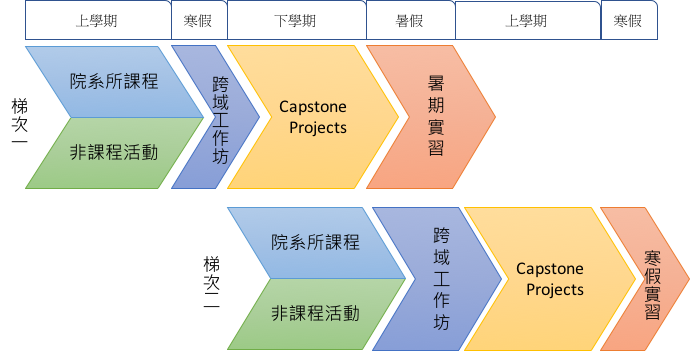 上學期
寒假
下學期
暑假
上學期
寒假
梯次一
院系所課程
非課程活動
跨域工作坊
Capstone
Projects
暑期實習
梯次二
院系所課程
非課程活動
跨域工作坊
Capstone
Projects
寒假實習